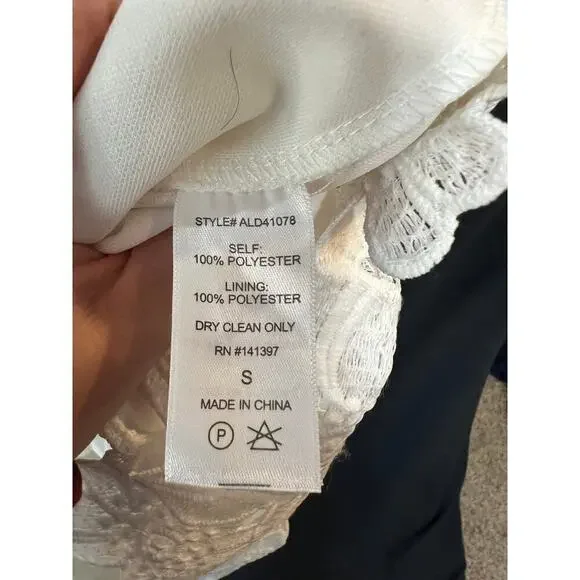 STYLE# ALD41078
SELF:
100% POLYESTER
LINING:
100% POLYESTER
DRY CLEAN ONLY
RN #141397
S
MADE IN CHINA
P